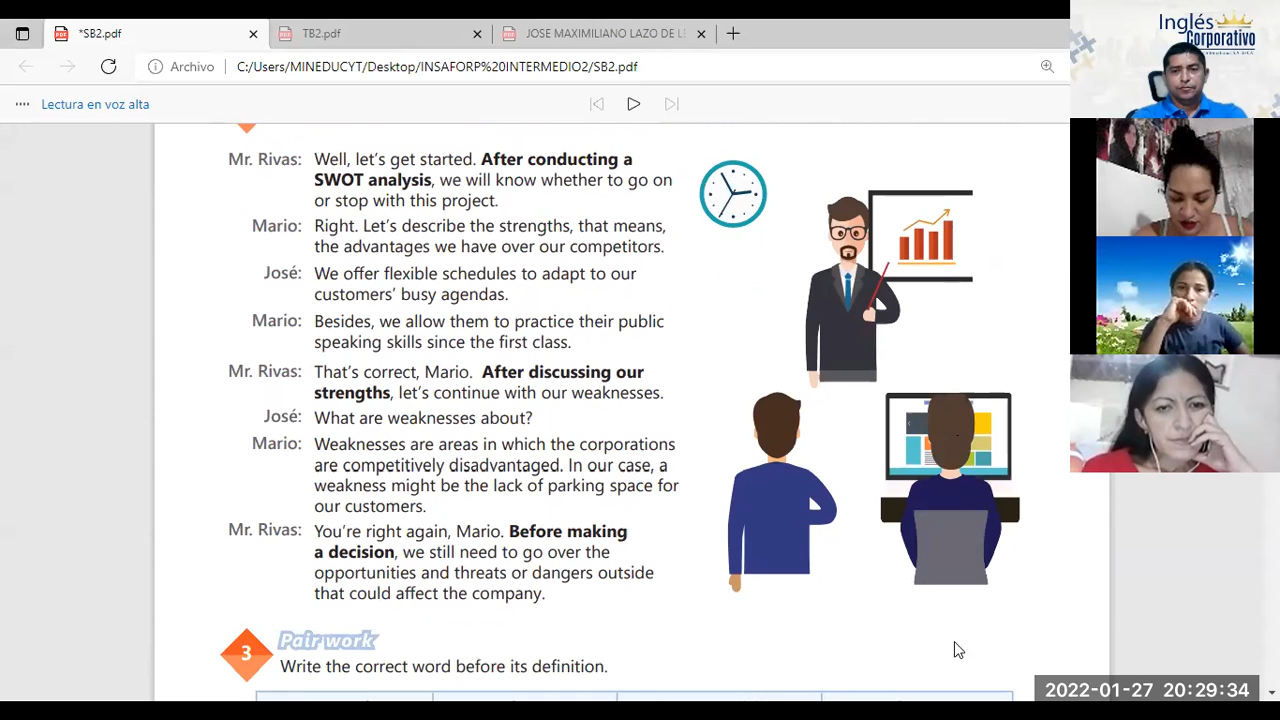 *SB2.pdf
TB2.pdf
JOSE MAXIMILIANO LAZO DE L
Archivo
C:/Users/MINEDUCYT/Desktop/INSAFORP%20INTERMEDIO2/SB2.pdf
Lectura en voz alta
Inglés
Corporativo
Mr. Rivas: Well, let's get started. After conducting a
SWOT analysis, we will know whether to go on
or stop with this project.
Mario: Right. Let's describe the strengths, that means,
the advantages we have over our competitors.
José: We offer flexible schedules to adapt to our
customers' busy agendas.
Mario: Besides, we allow them to practice their public
speaking skills since the first class.
Mr. Rivas: That's correct, Mario. After discussing our
strengths, let's continue with our weaknesses.
José: What are weaknesses about?
Mario: Weaknesses are areas in which the corporations
are competitively disadvantaged. In our case, a
weakness might be the lack of parking space for
our customers.
Mr. Rivas: You're right again, Mario. Before making
a decision, we still need to go over the
opportunities and threats or dangers outside
that could affect the company.
3 Pair work
Write the correct word before its definition.
2022-01-27 20:29:34